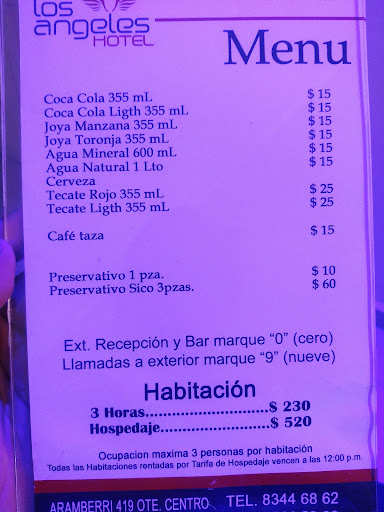 los
angeles
HOTEL
Menu
Coca Cola 355 mL $ 15
Coca Cola Ligth 355 mL $ 15
Joya Manzana 355 mL $ 15
Joya Toronja 355 mL $ 15
Agua Mineral 600 mL $ 15
Agua Natural 1 Lto $ 15
Cerveza
Tecate Rojo 355 mL $ 25
Tecate Ligth 355 mL $ 25
Café taza $ 15
Preservativo 1 pza. $ 10
Preservativo Sico 3pzas. $ 60
Ext. Recepción y Bar marque "0" (cero)
Llamadas a exterior marque "9" (nueve)
Habitación
3 Horas............................$ 230
Hospedaje.........................$ 520
Ocupacion maxima 3 personas por habitación
Todas las Habitaciones rentadas por Tarifa de Hospedaje vencen a las 12:00 p.m.
ARAMBERRI 419 OTE. CENTRO TEL. 8344 68 62